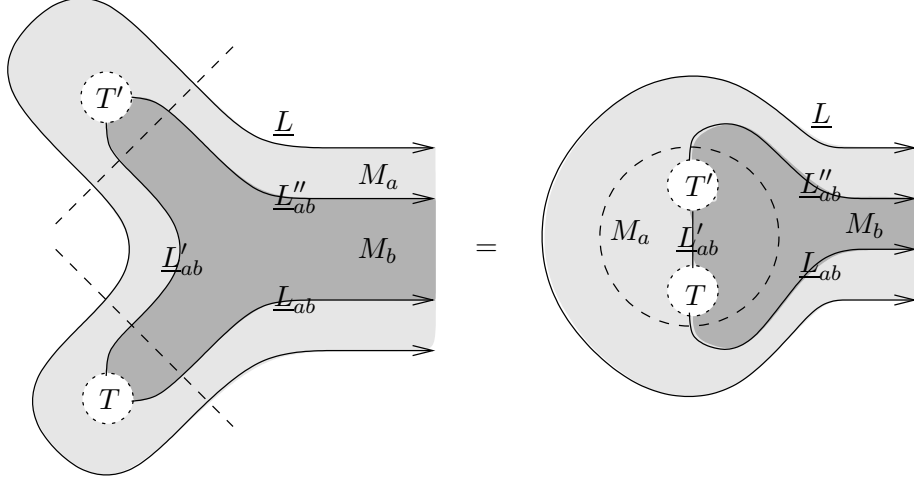 T′
L
M_a
L″_ab
L′_ab
M_b
L_ab
T
=
L
T′
L″_ab
M_a
L′_ab
M_b
L_ab
T